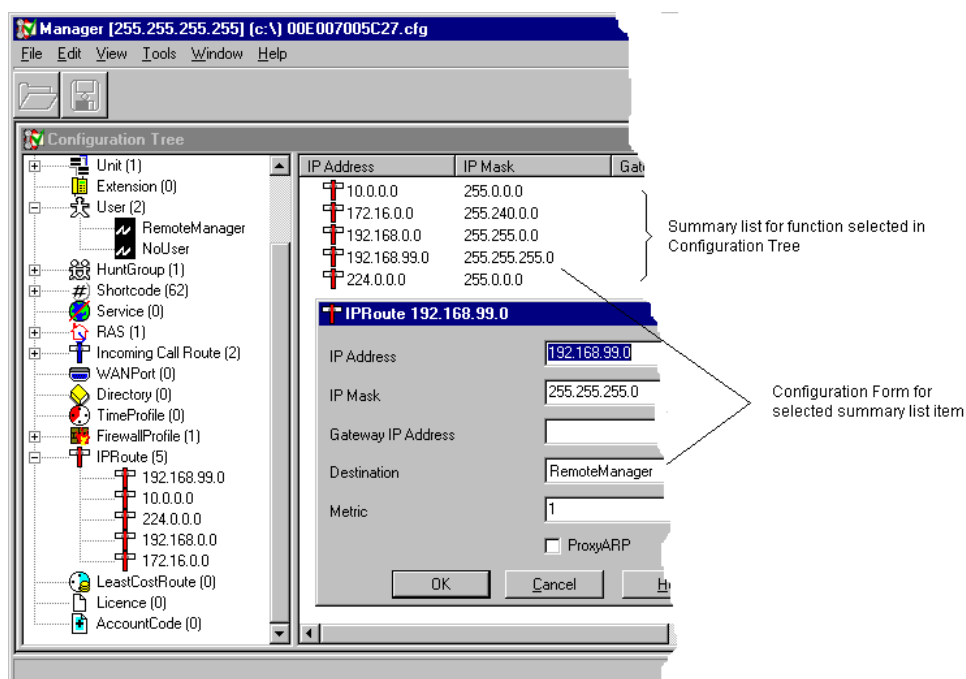 Manager [255.255.255.255] (c:\) 00E007005C27.cfg
File Edit View Tools Window Help
Configuration Tree
Unit (1)
Extension (0)
User (2)
RemoteManager
NoUser
HuntGroup (1)
Shortcode (62)
Service (0)
RAS (1)
Incoming Call Route (2)
WANPort (0)
Directory (0)
TimeProfile (0)
FirewallProfile (1)
IPRoute (5)
192.168.99.0
10.0.0.0
224.0.0.0
192.168.0.0
172.16.0.0
LeastCostRoute (0)
Licence (0)
AccountCode (0)
IP Address IP Mask Gat
10.0.0.0 255.0.0.0
172.16.0.0 255.240.0.0
192.168.0.0 255.255.0.0
192.168.99.0 255.255.255.0
224.0.0.0 255.0.0.0
Summary list for function selected in
Configuration Tree
IPRoute 192.168.99.0
IP Address 192.168.99.0
IP Mask 255.255.255.0
Gateway IP Address
Destination RemoteManager
Metric 1
ProxyARP
OK Cancel He
Configuration Form for
selected summary list item